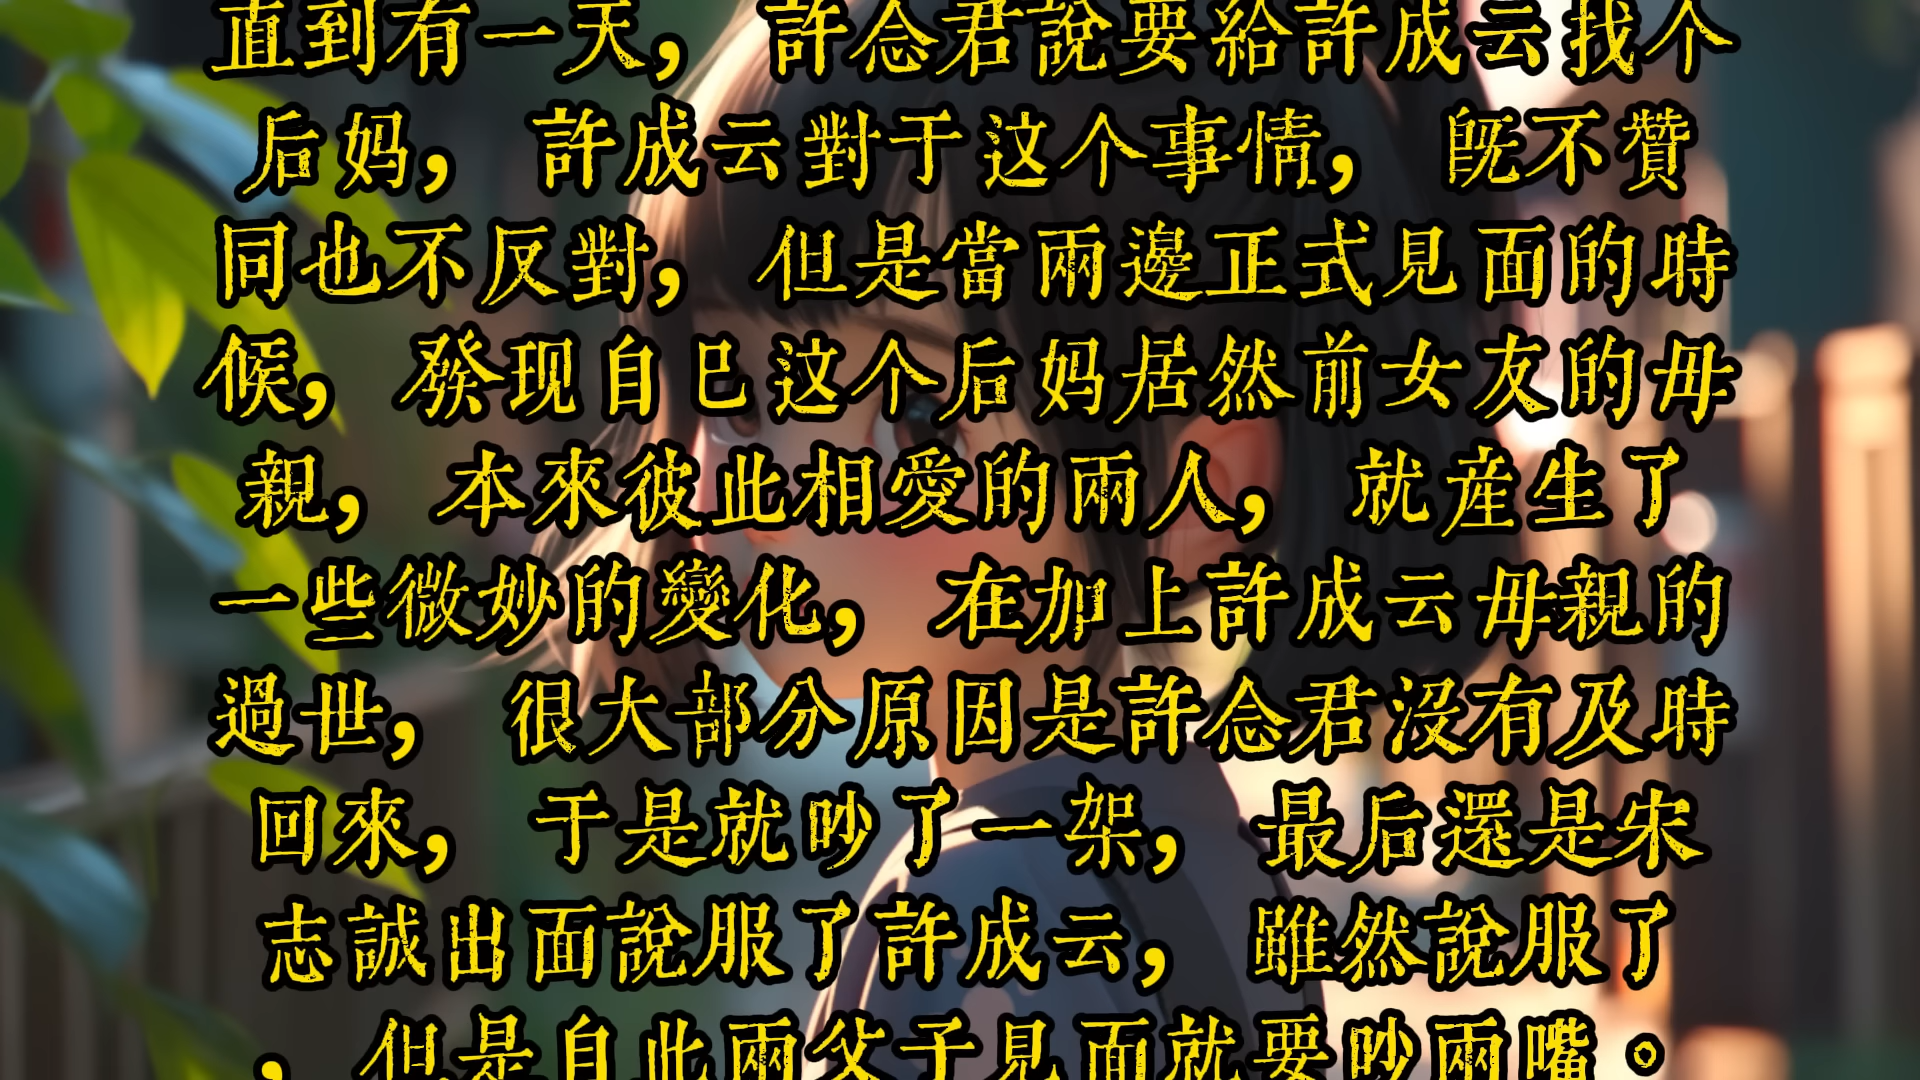 直到有一天，許念君說要給許成云找个
后妈，許成云對于这个事情，既不贊
同也不反對，但是當兩邊正式見面的時
候，發现自已这个后妈居然前女友的毋
親，本來彼此相愛的兩人，就産生了
一些微妙的變化，在加上許成云毋親的
過世，很大部分原因是許念君沒有及時
回來，于是就吵了一架，最后還是宋
志誠出面說服了許成云，雖然說服了
，但是自此兩父子見面就要吵兩嘴。